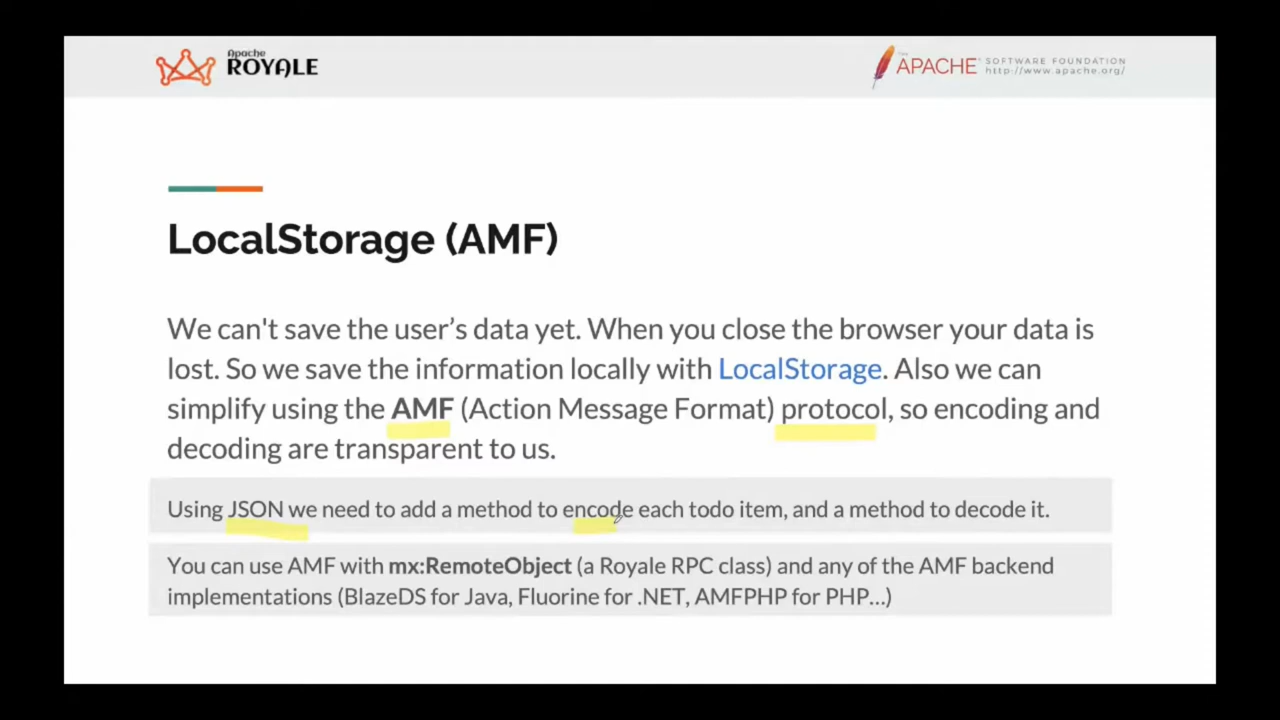 Apache
ROYALE
THE
APACHE® SOFTWARE FOUNDATION
http://www.apache.org/
LocalStorage (AMF)
We can't save the user’s data yet. When you close the browser your data is
lost. So we save the information locally with LocalStorage. Also we can
simplify using the AMF (Action Message Format) protocol, so encoding and
decoding are transparent to us.
Using JSON we need to add a method to encode each todo item, and a method to decode it.
You can use AMF with mx:RemoteObject (a Royale RPC class) and any of the AMF backend
implementations (BlazeDS for Java, Fluorine for .NET, AMFPHP for PHP...)